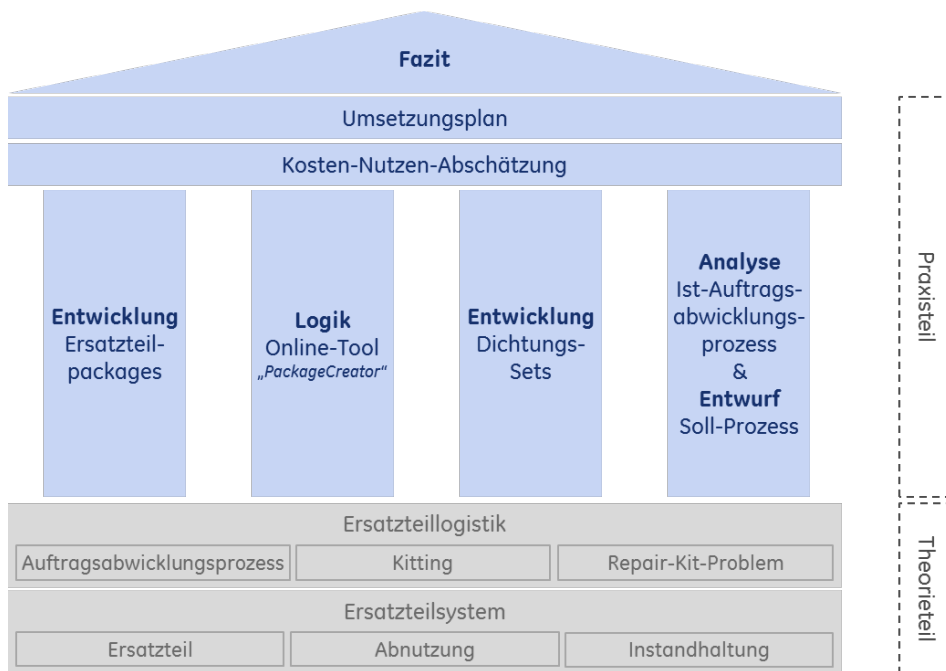 Fazit
Umsetzungsplan
Kosten-Nutzen-Abschätzung
Entwicklung
Ersatzteil-
packages
Logik
Online-Tool
„PackageCreator“
Entwicklung
Dichtungs-
Sets
Analyse
Ist-Auftrags-
abwicklungs-
prozess
&
Entwurf
Soll-Prozess
Praxisteil
Ersatzteillogistik
Auftragsabwicklungsprozess
Kitting
Repair-Kit-Problem
Ersatzteilsystem
Ersatzteil
Abnutzung
Instandhaltung
Theorieteil